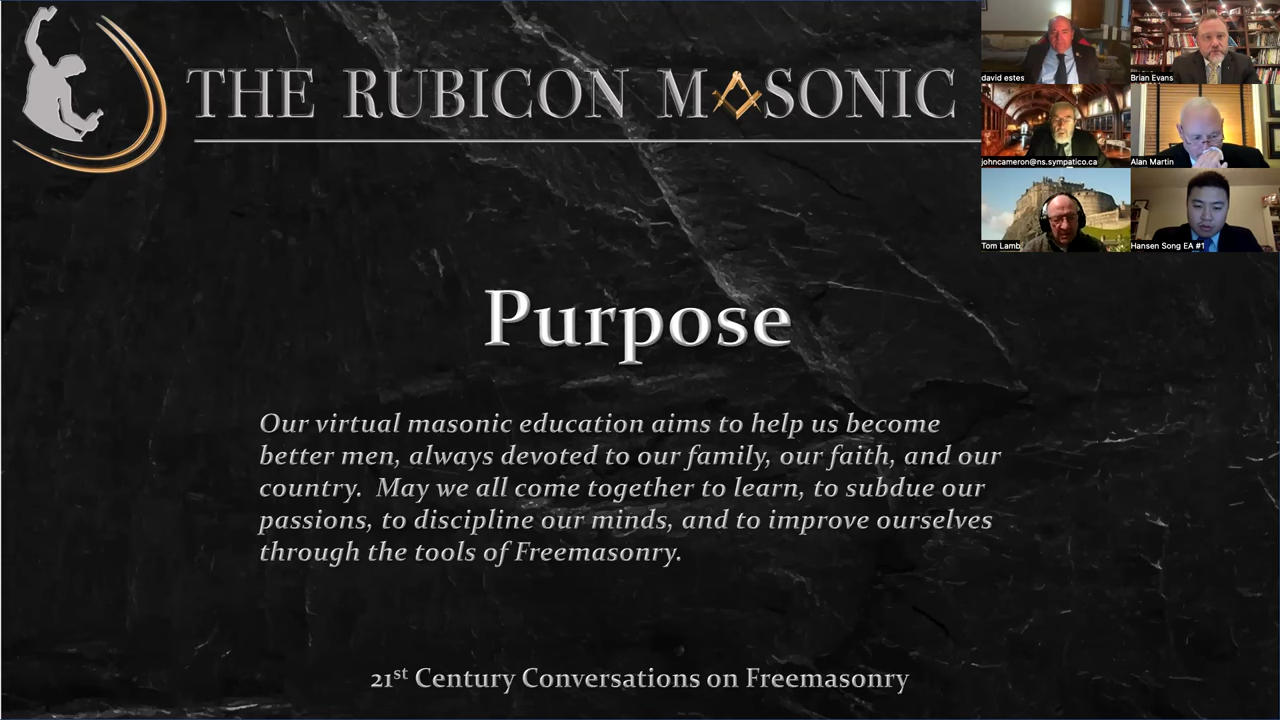 THE RUBICON MASONIC
david estes
Brian Evans
johncameron@ns.sympatico.ca
Alan Martin
Tom Lamb
Hansen Song EA #1
Purpose
Our virtual masonic education aims to help us become
better men, always devoted to our family, our faith, and our
country. May we all come together to learn, to subdue our
passions, to discipline our minds, and to improve ourselves
through the tools of Freemasonry.
21st Century Conversations on Freemasonry